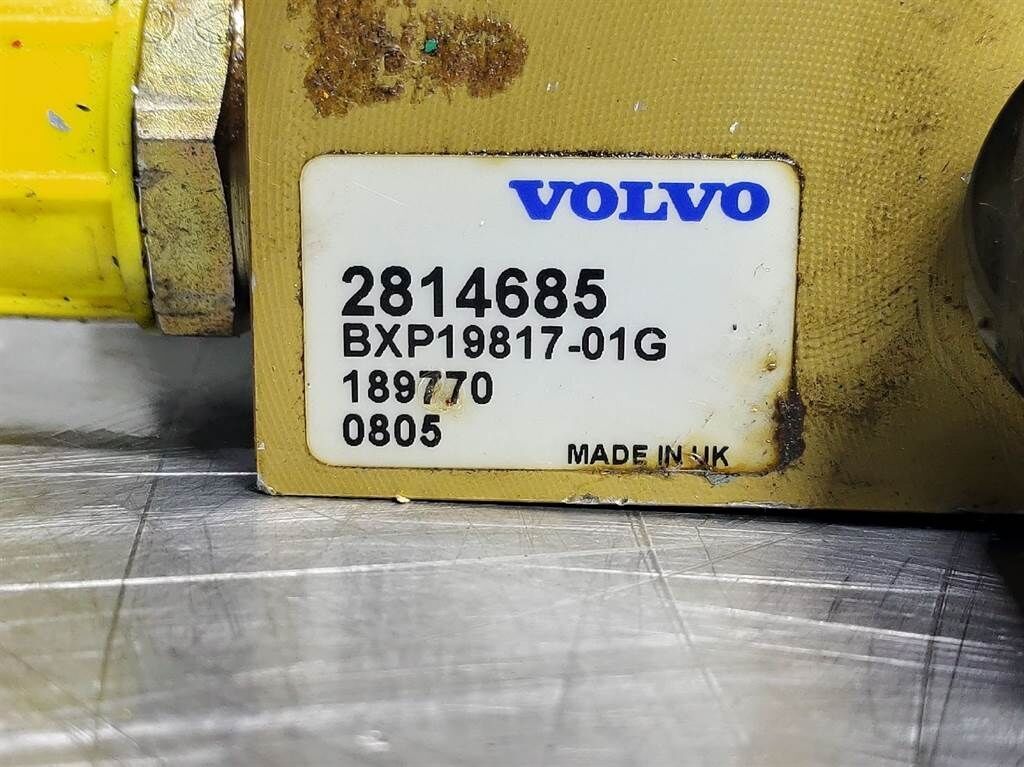 VOLVO
2814685
BXP19817-01G
189770
0805
MADE IN UK